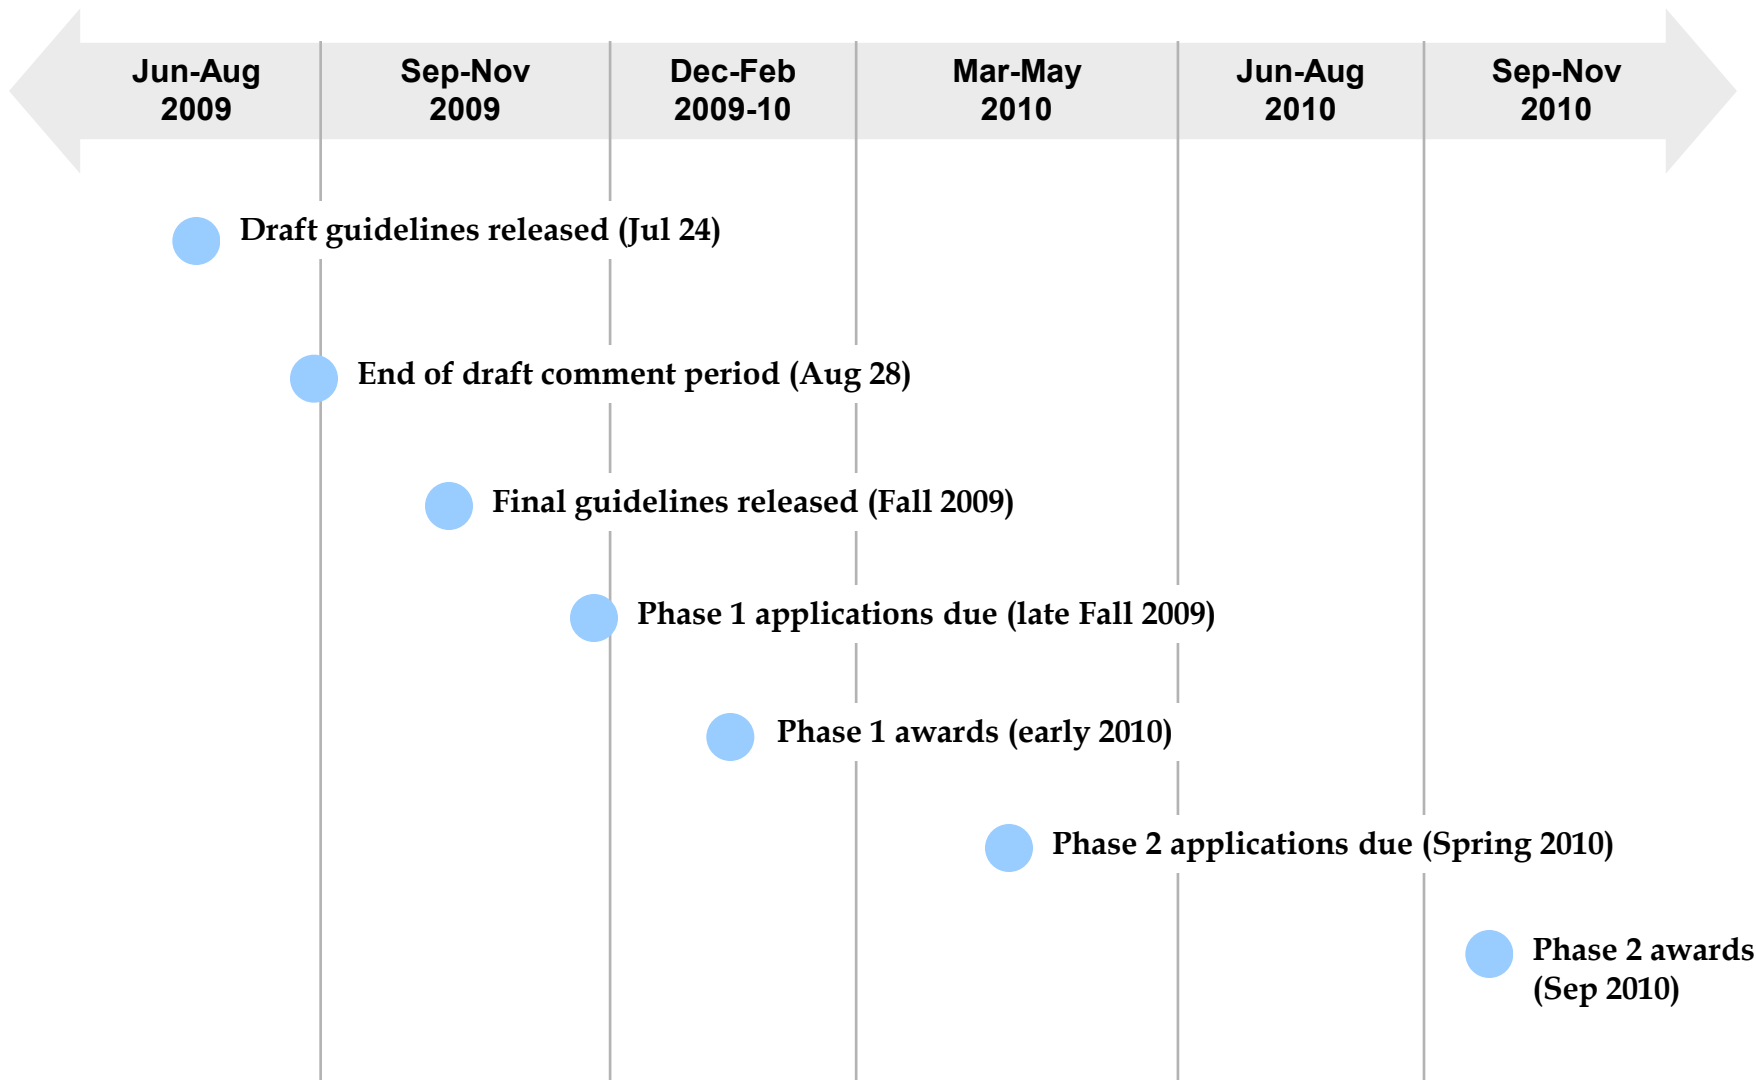 Jun-Aug
2009
Sep-Nov
2009
Dec-Feb
2009-10
Mar-May
2010
Jun-Aug
2010
Sep-Nov
2010
Draft guidelines released (Jul 24)
End of draft comment period (Aug 28)
Final guidelines released (Fall 2009)
Phase 1 applications due (late Fall 2009)
Phase 1 awards (early 2010)
Phase 2 applications due (Spring 2010)
Phase 2 awards
(Sep 2010)